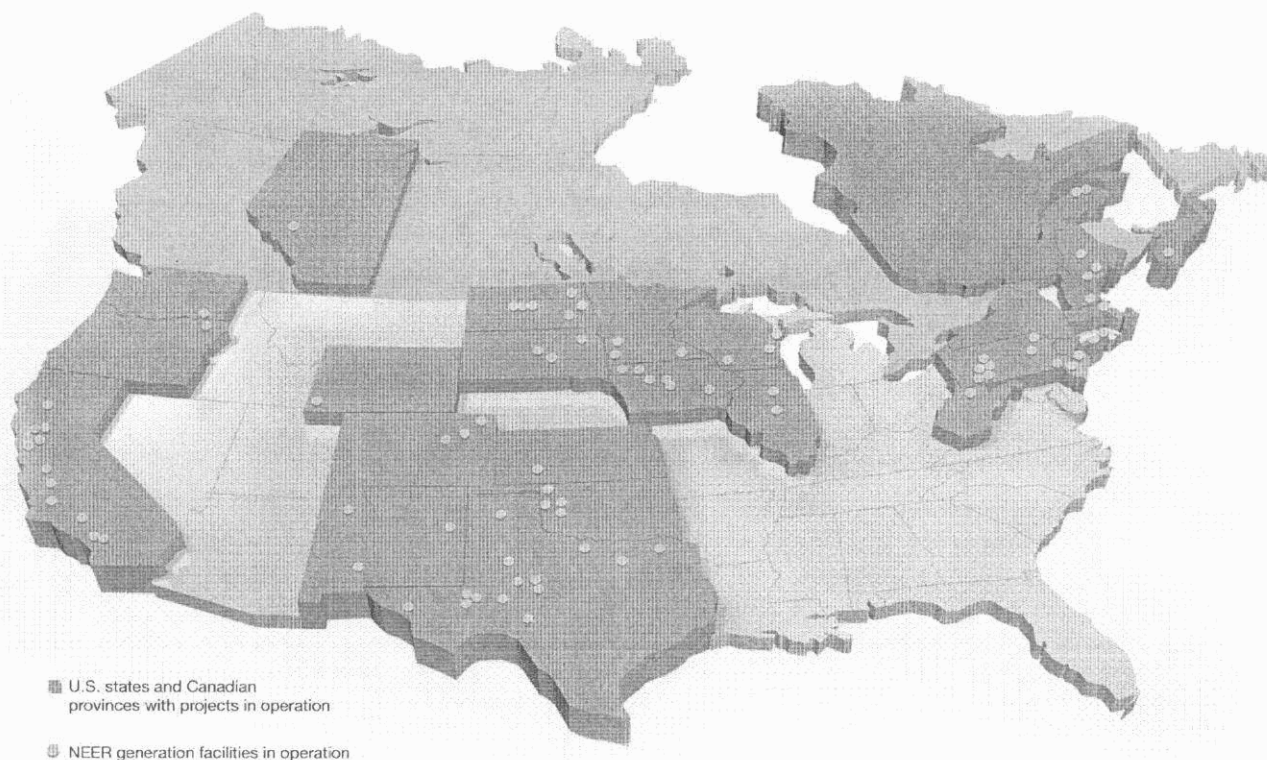 U.S. states and Canadian
provinces with projects in operation
NEER generation facilities in operation